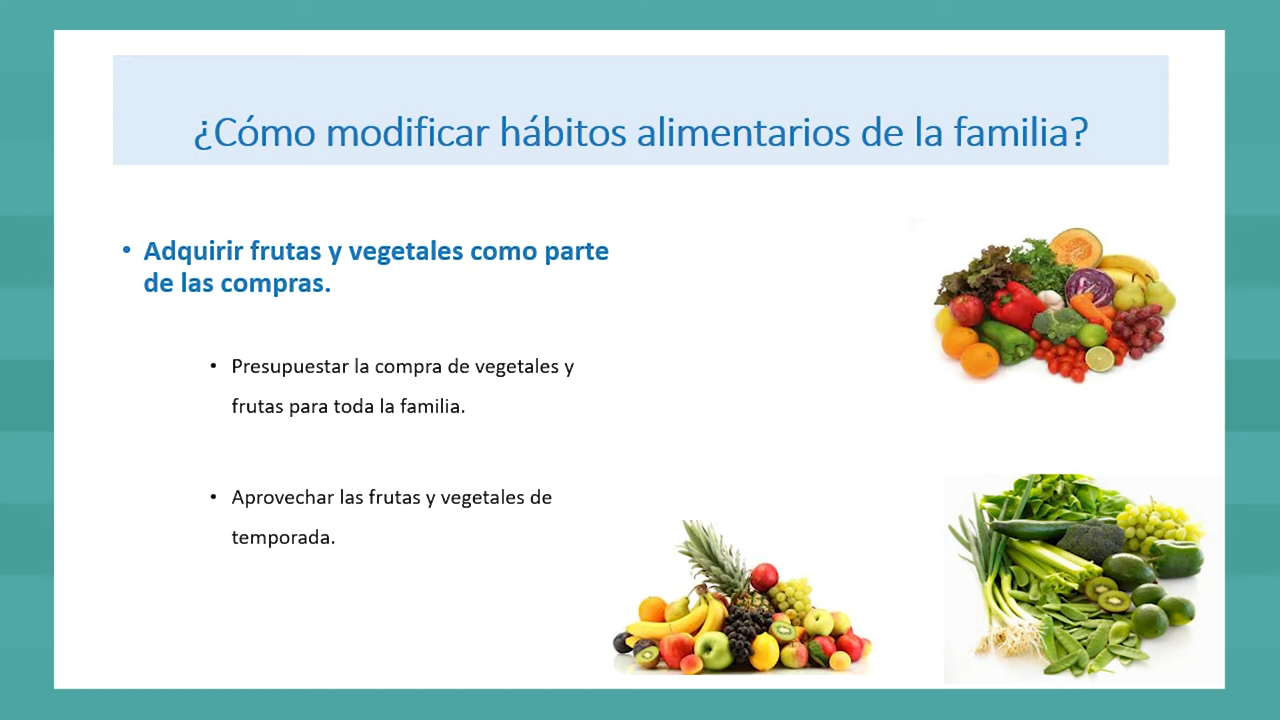 ¿Cómo modificar hábitos alimentarios de la familia?
• Adquirir frutas y vegetales como parte
de las compras.
• Presupuestar la compra de vegetales y
frutas para toda la familia.
• Aprovechar las frutas y vegetales de
temporada.